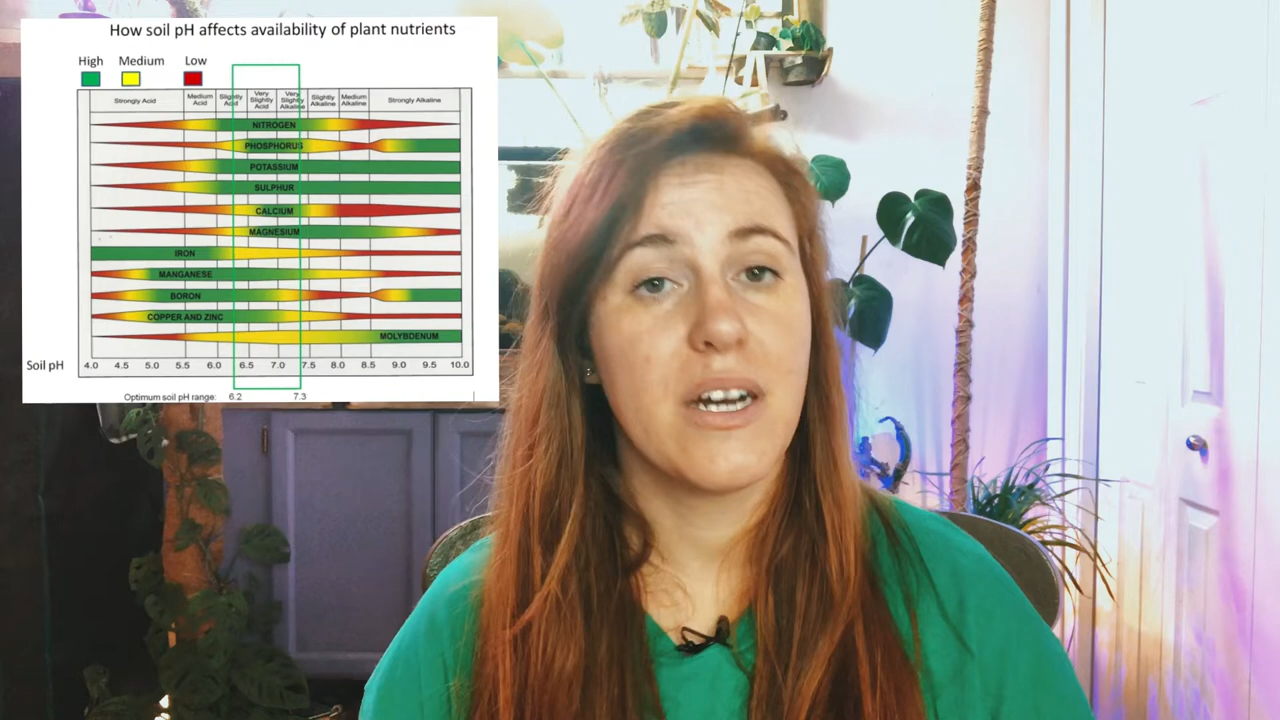 How soil pH affects availability of plant nutrients
High Medium Low
Strongly Acid Medium Acid Slightly Acid Very Slightly Acid Very Slightly Alkaline Slightly Alkaline Medium Alkaline Strongly Alkaline
NITROGEN
PHOSPHORUS
POTASSIUM
SULPHUR
CALCIUM
MAGNESIUM
IRON
MANGANESE
BORON
COPPER AND ZINC
MOLYBDENUM
Soil pH 4.0 4.5 5.0 5.5 6.0 6.5 7.0 7.5 8.0 8.5 9.0 9.5 10.0
Optimum soil pH range: 6.2 7.3